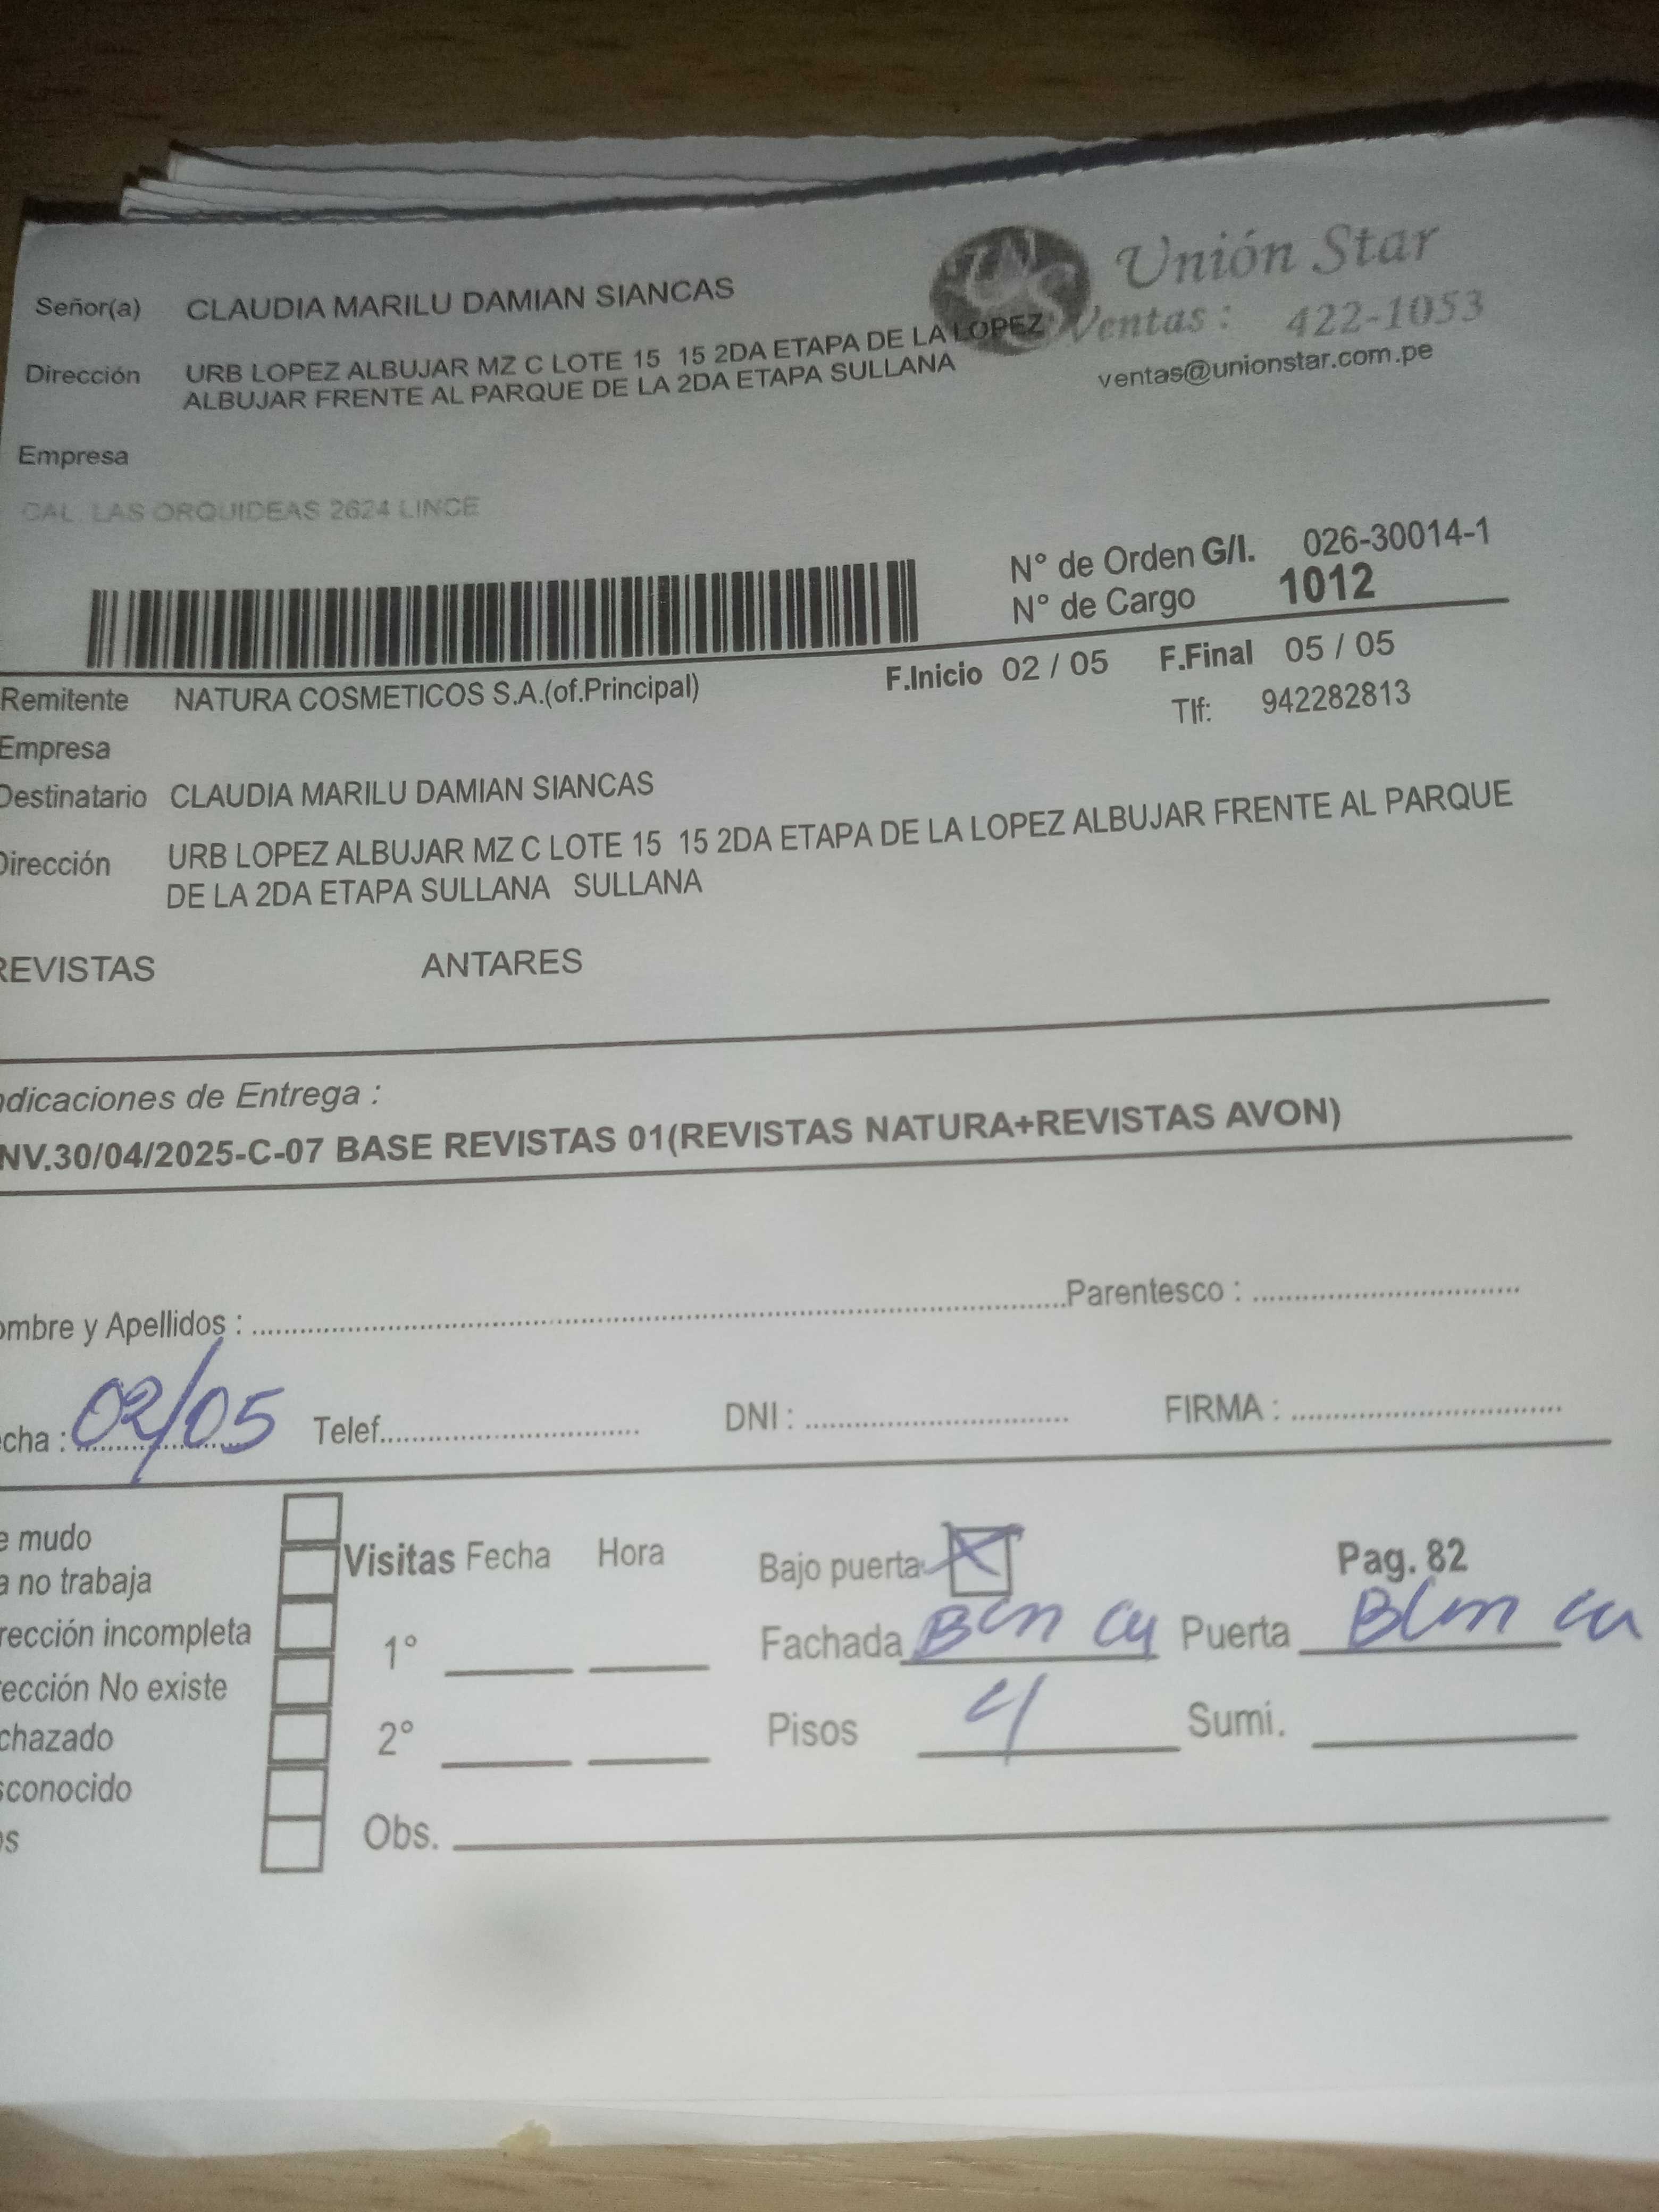 Señor(a) CLAUDIA MARILU DAMIAN SIANCAS
Unión Star
Ventas : 422-1053
ventas@unionstar.com.pe
Dirección URB LOPEZ ALBUJAR MZ C LOTE 15 15 2DA ETAPA DE LA LOPEZ
ALBUJAR FRENTE AL PARQUE DE LA 2DA ETAPA SULLANA
Empresa
CAL LAS ORQUIDEAS 2624 LINCE
N° de Orden G/I. 026-30014-1
N° de Cargo 1012
F.Inicio 02 / 05 F.Final 05 / 05
Remitente NATURA COSMETICOS S.A.(of.Principal)
Tlf: 942282813
Empresa
Destinatario CLAUDIA MARILU DAMIAN SIANCAS
Dirección URB LOPEZ ALBUJAR MZ C LOTE 15 15 2DA ETAPA DE LA LOPEZ ALBUJAR FRENTE AL PARQUE
DE LA 2DA ETAPA SULLANA SULLANA
REVISTAS ANTARES
ndicaciones de Entrega :
NV.30/04/2025-C-07 BASE REVISTAS 01(REVISTAS NATURA+REVISTAS AVON)
ombre y Apellidos : Parentesco :
cha : 02/05 Telef. DNI : FIRMA :
e mudo
a no trabaja
rección incompleta
ección No existe
chazado
sconocido
os
Visitas Fecha Hora
1°
2°
Obs.
Bajo puerta Pag. 82
Fachada Puerta
Pisos 4 Sumi.